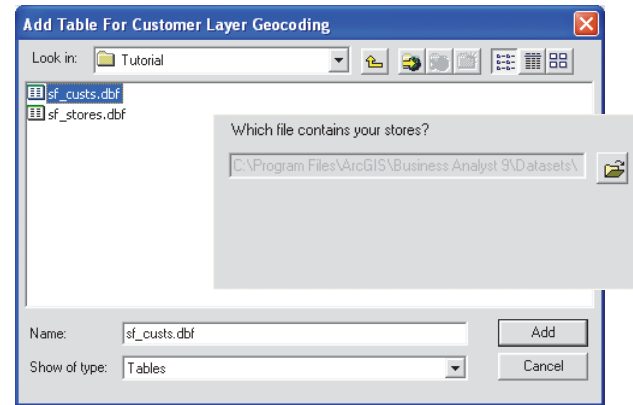 Add Table For Customer Layer Geocoding
Look in: Tutorial
sf_custs.dbf
sf_stores.dbf
Which file contains your stores?
C:\Program Files\ArcGIS\Business Analyst 9\Datasets\
Name: sf_custs.dbf
Add
Show of type: Tables
Cancel